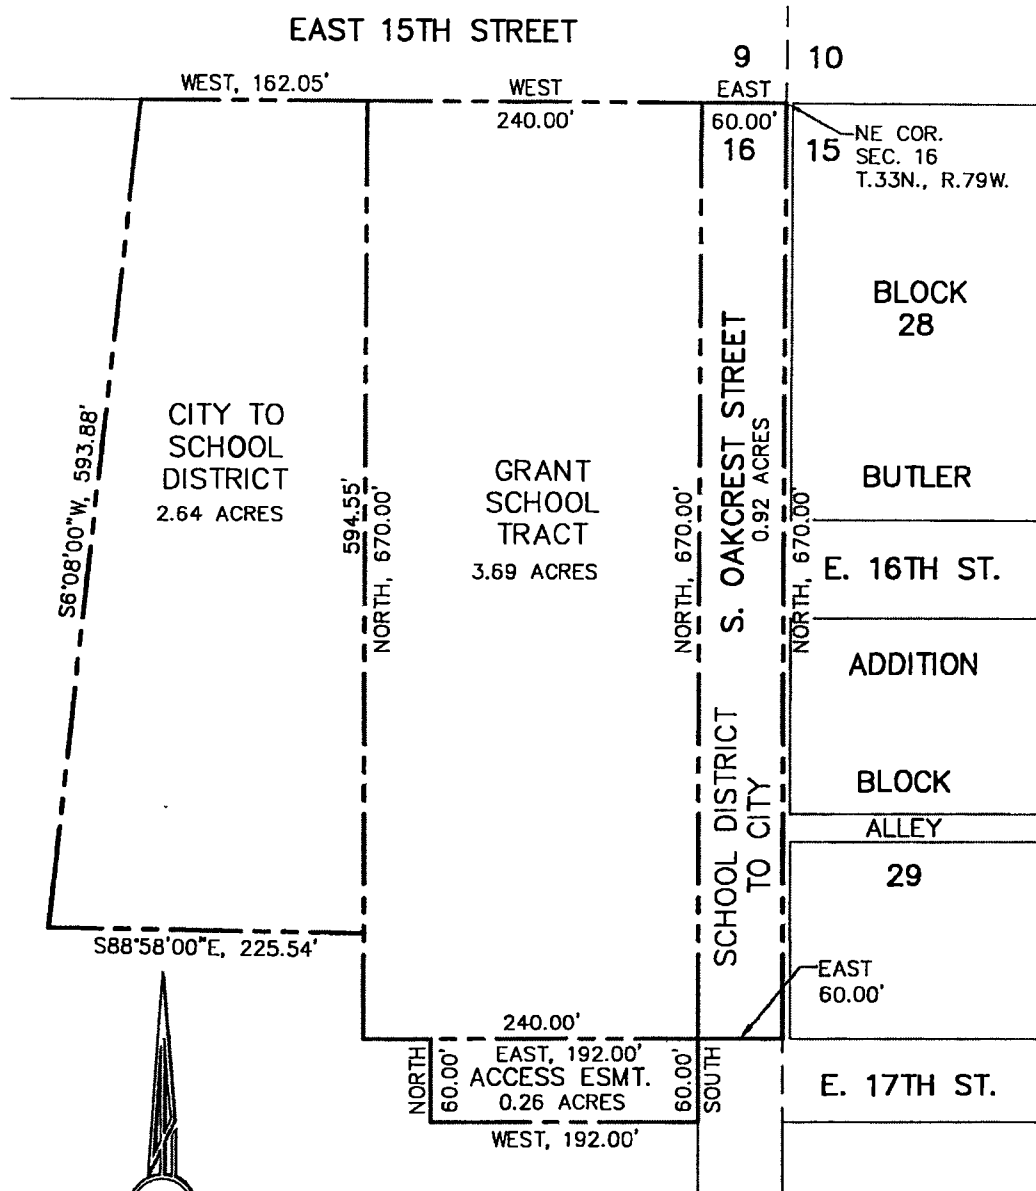 EAST 15TH STREET
9
10
WEST, 162.05'
WEST
240.00'
EAST
60.00'
16
15
NE COR.
SEC. 16
T.33N., R.79W.
BLOCK
28
BUTLER
E. 16TH ST.
ADDITION
BLOCK
ALLEY
29
S6°08'00"W, 593.88'
CITY TO
SCHOOL
DISTRICT
2.64 ACRES
594.55'
NORTH, 670.00'
GRANT
SCHOOL
TRACT
3.69 ACRES
NORTH, 670.00'
S. OAKCREST STREET
0.92 ACRES
NORTH, 670.00'
SCHOOL DISTRICT
TO CITY
S88°58'00"E, 225.54'
EAST
60.00'
240.00'
NORTH
60.00'
EAST, 192.00'
ACCESS ESMT.
0.26 ACRES
60.00'
SOUTH
WEST, 192.00'
E. 17TH ST.